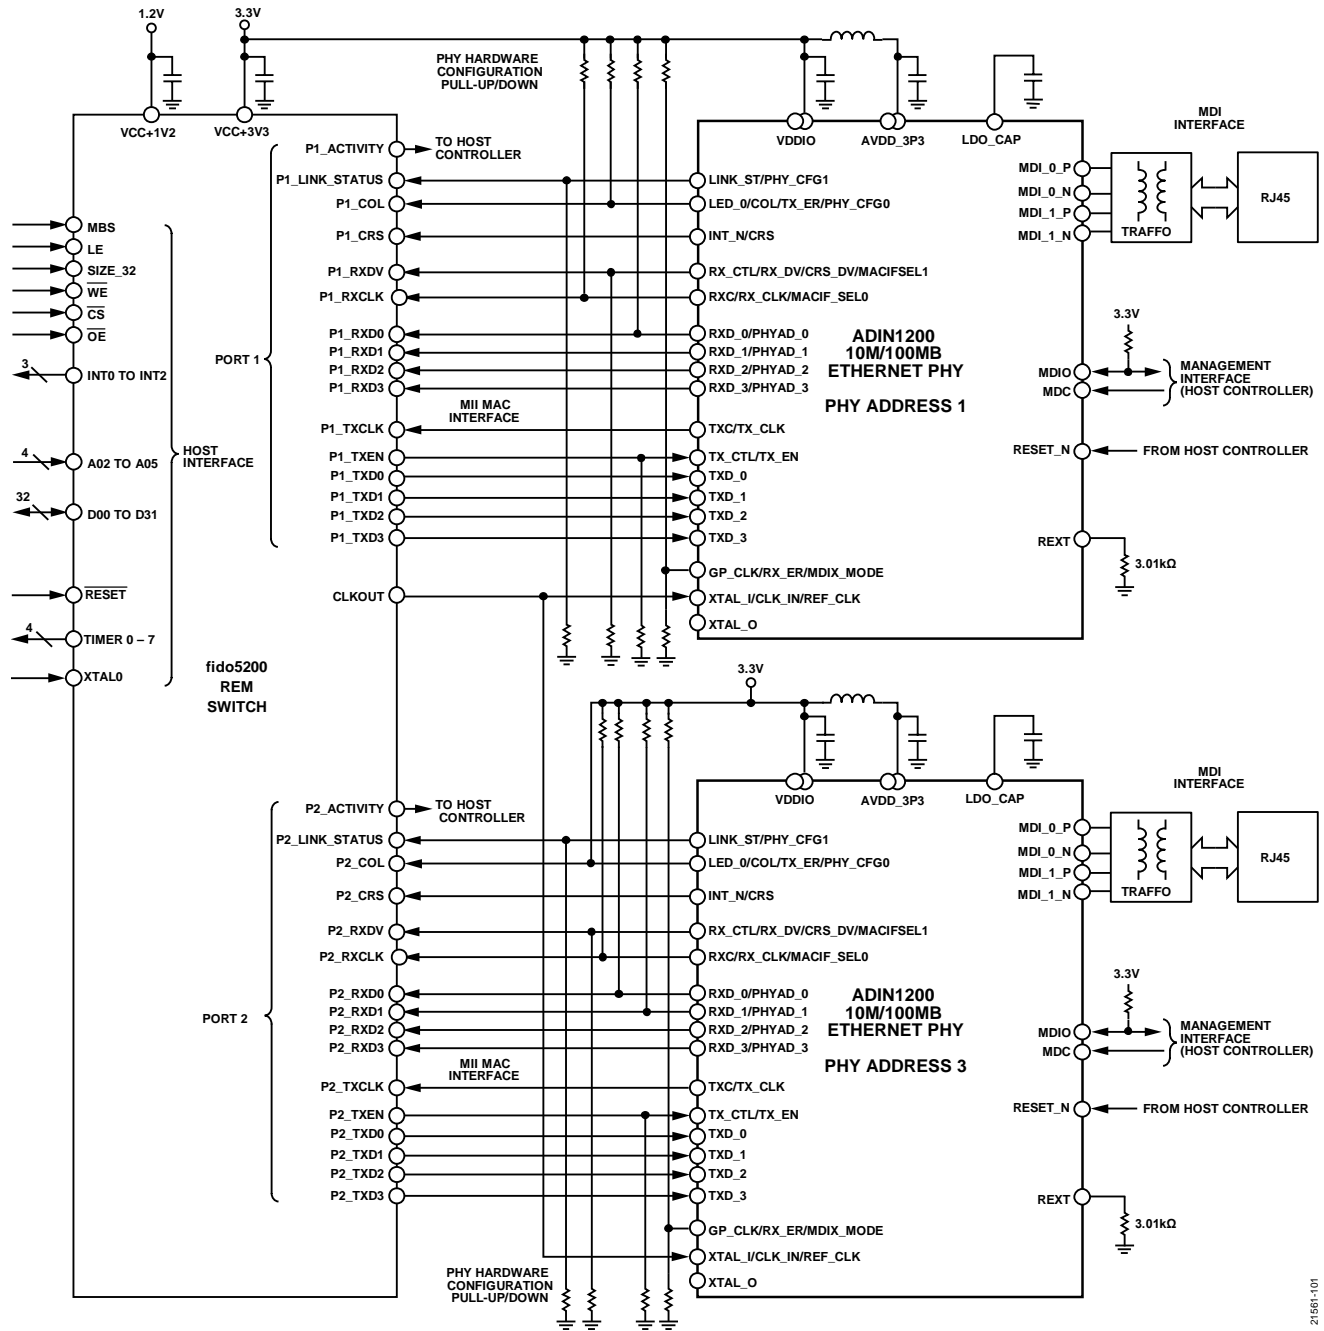 1.2V
3.3V
PHY HARDWARE
CONFIGURATION
PULL-UP/DOWN
VCC+1V2
VCC+3V3
VDDIO
AVDD_3P3
LDO_CAP
MDI
INTERFACE
P1_ACTIVITY
TO HOST
CONTROLLER
P1_LINK_STATUS
P1_COL
P1_CRS
P1_RXDV
P1_RXCLK
P1_RXD0
P1_RXD1
P1_RXD2
P1_RXD3
MII MAC
INTERFACE
P1_TXCLK
P1_TXEN
P1_TXD0
P1_TXD1
P1_TXD2
P1_TXD3
CLKOUT
PORT 1
MBS
LE
SIZE_32
WE
CS
OE
3
INT0 TO INT2
4
A02 TO A05
32
D00 TO D31
RESET
4
TIMER 0 – 7
XTAL0
HOST
INTERFACE
fido5200
REM
SWITCH
LINK_ST/PHY_CFG1
LED_0/COL/TX_ER/PHY_CFG0
INT_N/CRS
RX_CTL/RX_DV/CRS_DV/MACIFSEL1
RXC/RX_CLK/MACIF_SEL0
RXD_0/PHYAD_0
RXD_1/PHYAD_1
RXD_2/PHYAD_2
RXD_3/PHYAD_3
TXC/TX_CLK
TX_CTL/TX_EN
TXD_0
TXD_1
TXD_2
TXD_3
GP_CLK/RX_ER/MDIX_MODE
XTAL_I/CLK_IN/REF_CLK
XTAL_O
ADIN1200
10M/100MB
ETHERNET PHY
PHY ADDRESS 1
MDI_0_P
MDI_0_N
MDI_1_P
MDI_1_N
TRAFFO
RJ45
3.3V
MDIO
MDC
MANAGEMENT
INTERFACE
(HOST CONTROLLER)
RESET_N
FROM HOST CONTROLLER
REXT
3.01kΩ
3.3V
VDDIO
AVDD_3P3
LDO_CAP
MDI
INTERFACE
P2_ACTIVITY
TO HOST
CONTROLLER
P2_LINK_STATUS
P2_COL
P2_CRS
P2_RXDV
P2_RXCLK
P2_RXD0
P2_RXD1
P2_RXD2
P2_RXD3
MII MAC
INTERFACE
P2_TXCLK
P2_TXEN
P2_TXD0
P2_TXD1
P2_TXD2
P2_TXD3
PORT 2
LINK_ST/PHY_CFG1
LED_0/COL/TX_ER/PHY_CFG0
INT_N/CRS
RX_CTL/RX_DV/CRS_DV/MACIFSEL1
RXC/RX_CLK/MACIF_SEL0
RXD_0/PHYAD_0
RXD_1/PHYAD_1
RXD_2/PHYAD_2
RXD_3/PHYAD_3
TXC/TX_CLK
TX_CTL/TX_EN
TXD_0
TXD_1
TXD_2
TXD_3
GP_CLK/RX_ER/MDIX_MODE
XTAL_I/CLK_IN/REF_CLK
XTAL_O
ADIN1200
10M/100MB
ETHERNET PHY
PHY ADDRESS 3
MDI_0_P
MDI_0_N
MDI_1_P
MDI_1_N
TRAFFO
RJ45
3.3V
MDIO
MDC
MANAGEMENT
INTERFACE
(HOST CONTROLLER)
RESET_N
FROM HOST CONTROLLER
REXT
3.01kΩ
PHY HARDWARE
CONFIGURATION
PULL-UP/DOWN
21561-101